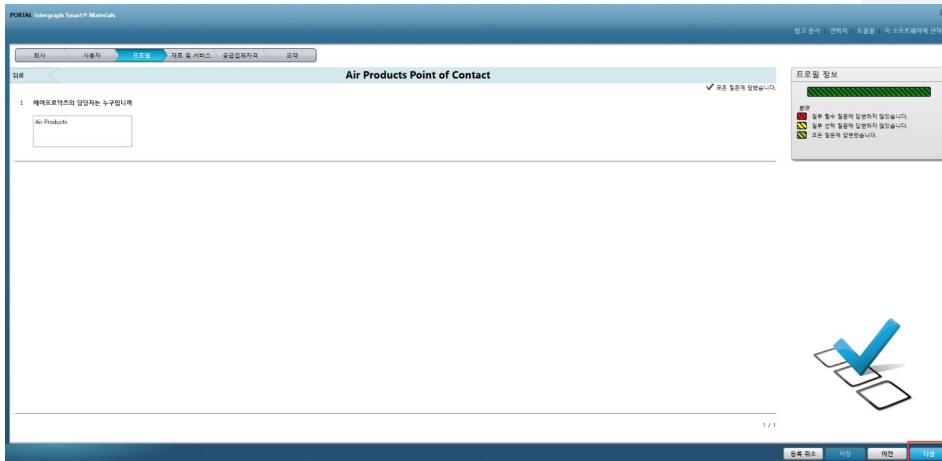 PORTAL Intergraph Smart® Materials
참고 문서 | 연락처 | 도움말 | 이 소프트웨어에 관하
회사 사용자 프로필 재료 및 서비스 공급업체자격 요약
뒤로
Air Products Point of Contact
모든 질문에 답했습니다.
1 에어프로덕츠의 담당자는 누구입니까
Air Products
프로필 정보
범례
일부 필수 질문에 답변하지 않았습니다.
일부 선택 질문에 답변하지 않았습니다.
모든 질문에 답변했습니다.
1 / 1
등록 취소 저장 이전 다음